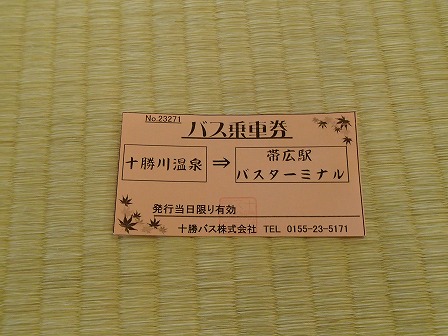 No.23271
バス乗車券
十勝川温泉 ⇒ 帯広駅
バスターミナル
発行当日限り有効
十勝バス株式会社 TEL 0155-23-5171